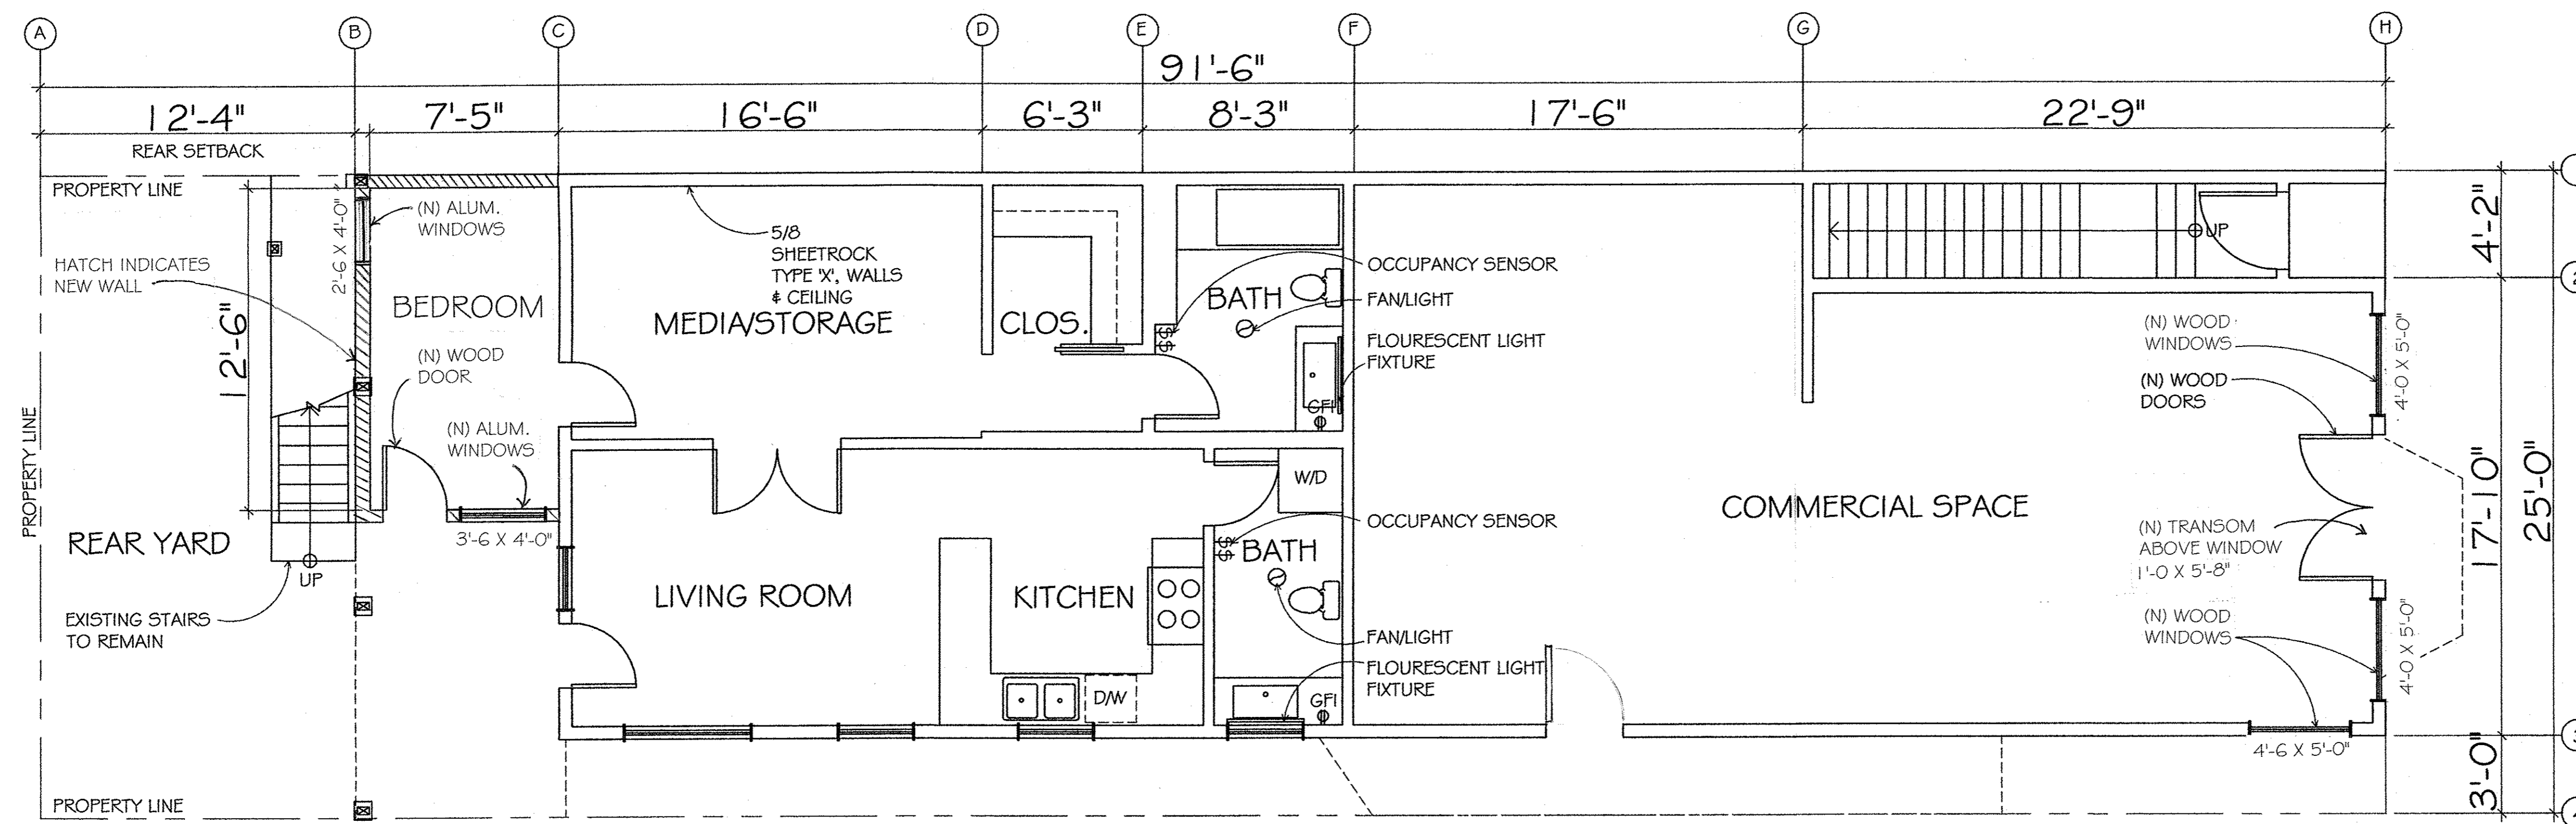 A
B
C
D
E
F
G
H
91'-6"
12'-4"
7'-5"
16'-6"
6'-3"
8'-3"
17'-6"
22'-9"
REAR SETBACK
PROPERTY LINE
(N) ALUM.
WINDOWS
2'-6 X 4'-0"
HATCH INDICATES
NEW WALL
12'-6"
BEDROOM
(N) WOOD
DOOR
(N) ALUM.
WINDOWS
3'-6 X 4'-0"
PROPERTY LINE
REAR YARD
UP
EXISTING STAIRS
TO REMAIN
PROPERTY LINE
5/8
SHEETROCK
TYPE 'X', WALLS
& CEILING
MEDIA/STORAGE
CLOS.
BATH
$$
GFI
OCCUPANCY SENSOR
FAN/LIGHT
FLOURESCENT LIGHT
FIXTURE
LIVING ROOM
KITCHEN
D/W
W/D
$$
BATH
GFI
OCCUPANCY SENSOR
FAN/LIGHT
FLOURESCENT LIGHT
FIXTURE
COMMERCIAL SPACE
UP
(N) WOOD
WINDOWS
4'-0 X 5'-0"
(N) WOOD
DOORS
(N) TRANSOM
ABOVE WINDOW
1'-0 X 5'-8"
(N) WOOD
WINDOWS
4'-0 X 5'-0"
4'-6 X 5'-0"
4'-2"
17'-10"
25'-0"
3'-0"